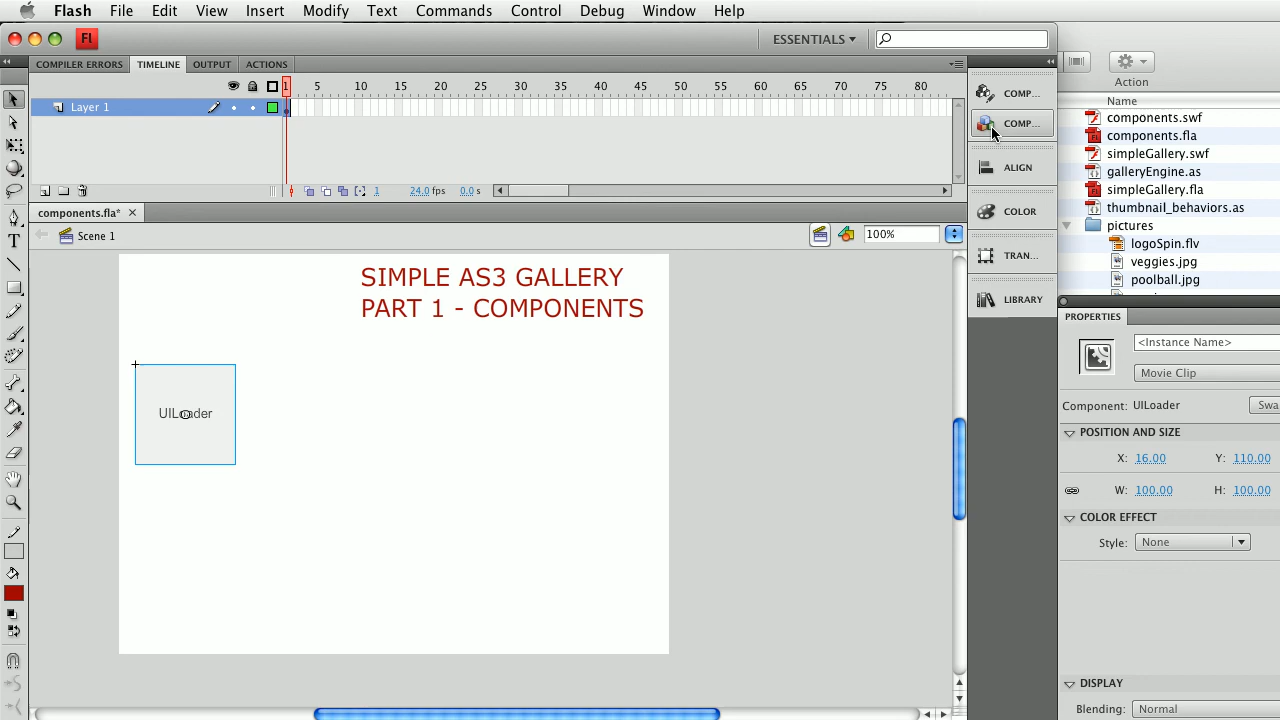 Flash File Edit View Insert Modify Text Commands Control Debug Window Help
Fl ESSENTIALS
COMPILER ERRORS TIMELINE OUTPUT ACTIONS
1 5 10 15 20 25 30 35 40 45 50 55 60 65 70 75 80
Layer 1
1 24.0 fps 0.0 s
components.fla*
Scene 1 100%
SIMPLE AS3 GALLERY
PART 1 - COMPONENTS
UILoader
COMP...
COMP...
ALIGN
COLOR
TRAN...
LIBRARY
Action
Name
components.swf
components.fla
simpleGallery.swf
galleryEngine.as
simpleGallery.fla
thumbnail_behaviors.as
pictures
logoSpin.flv
veggies.jpg
poolball.jpg
PROPERTIES
<Instance Name>
Movie Clip
Component: UILoader Swa
POSITION AND SIZE
X: 16.00 Y: 110.00
W: 100.00 H: 100.00
COLOR EFFECT
Style: None
DISPLAY
Blending: Normal